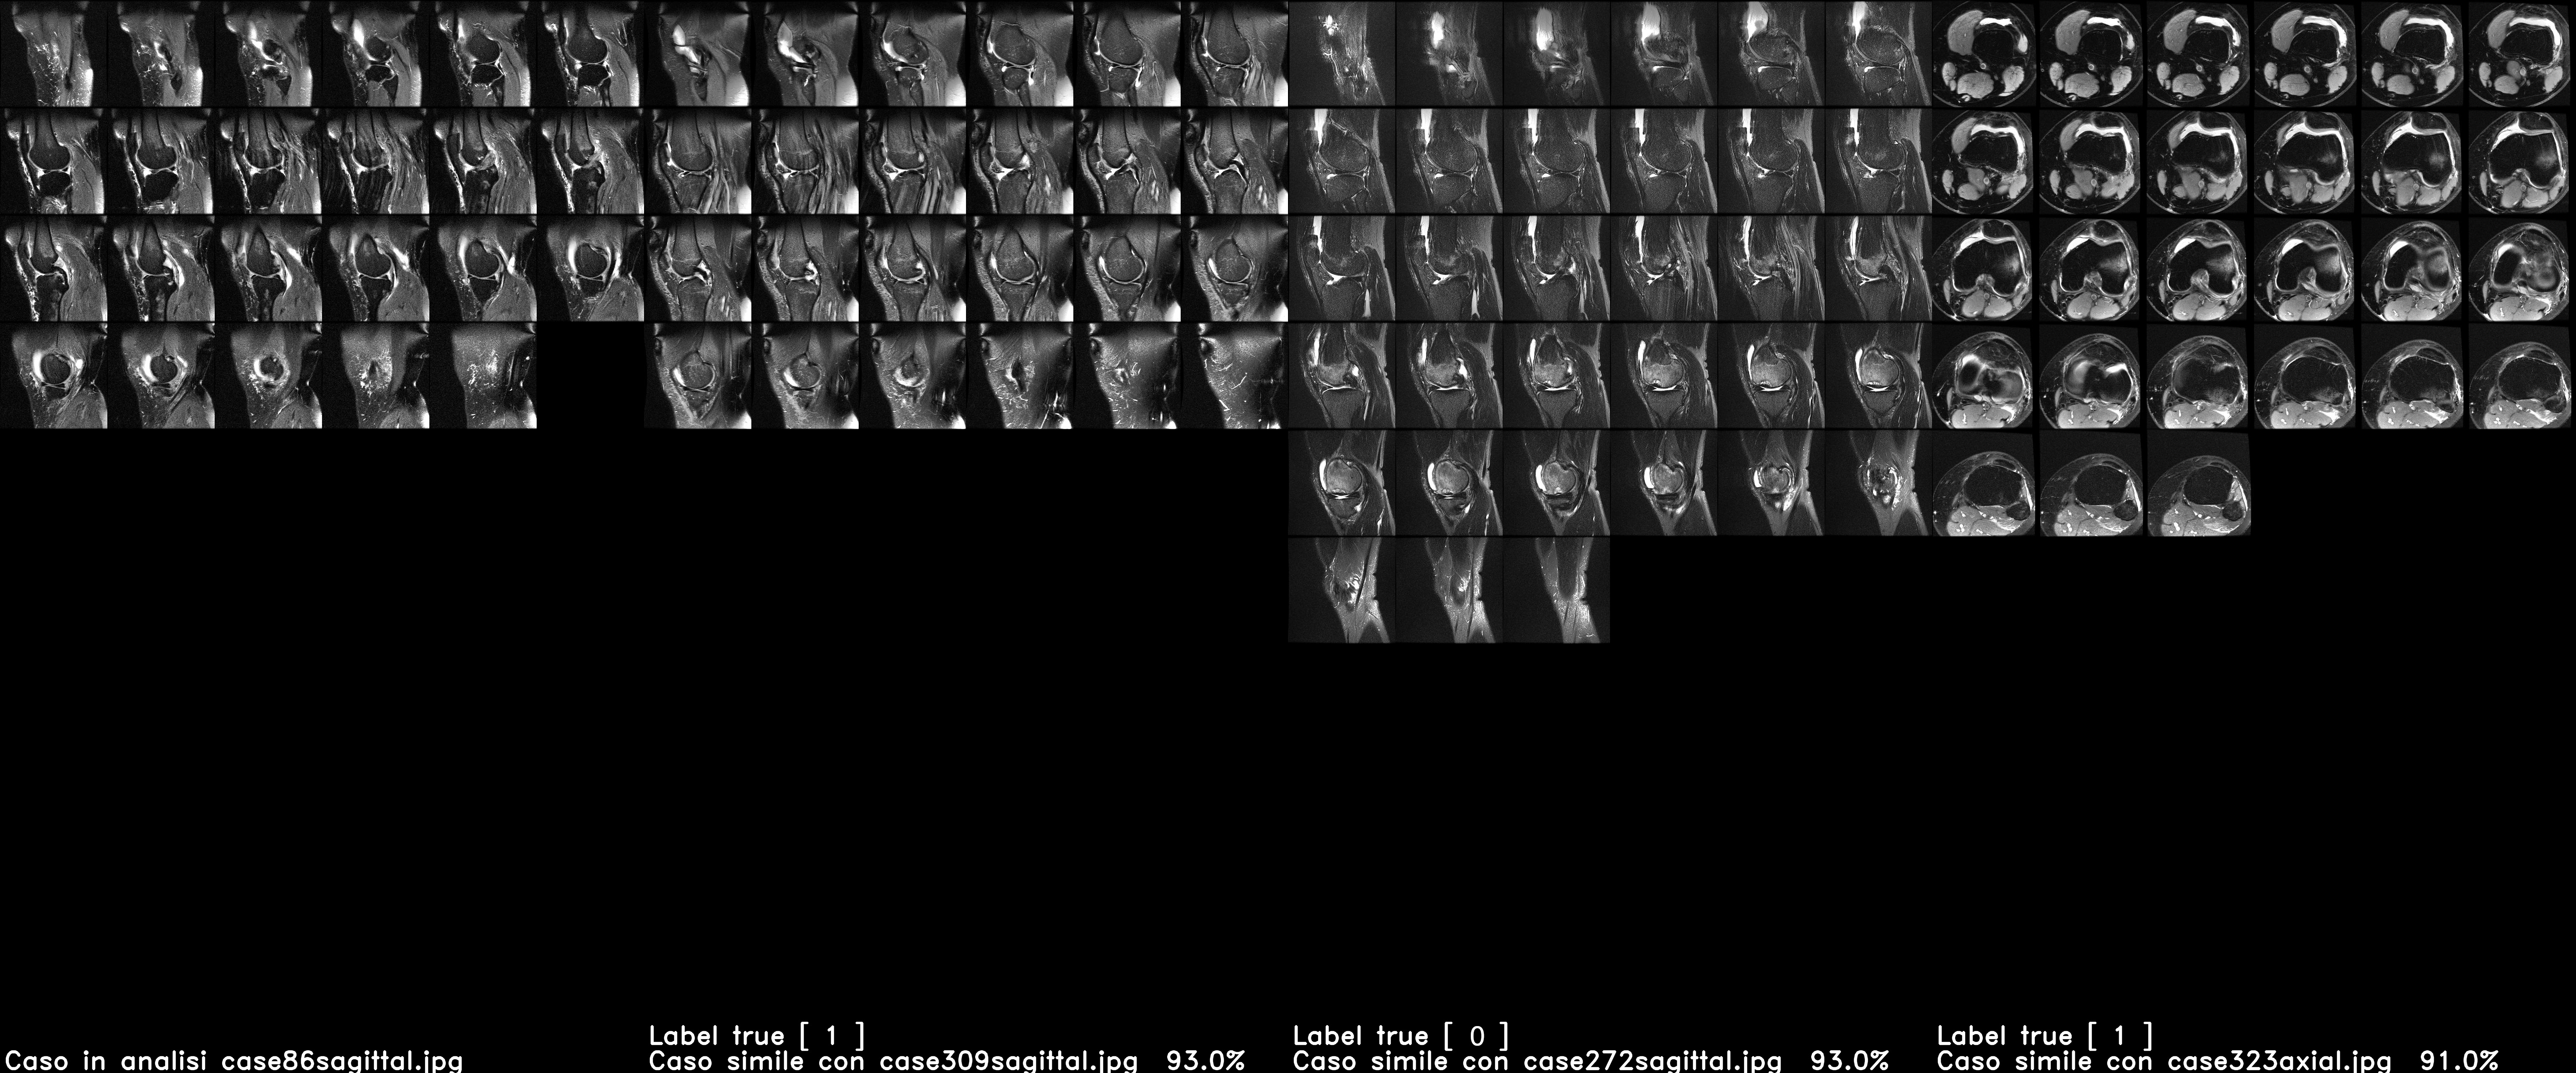 Caso in analisi case86sagittal.jpg
Label true [ 1 ]
Caso simile con case309sagittal.jpg 93.0%
Label true [ 0 ]
Caso simile con case272sagittal.jpg 93.0%
Label true [ 1 ]
Caso simile con case323axial.jpg 91.0%